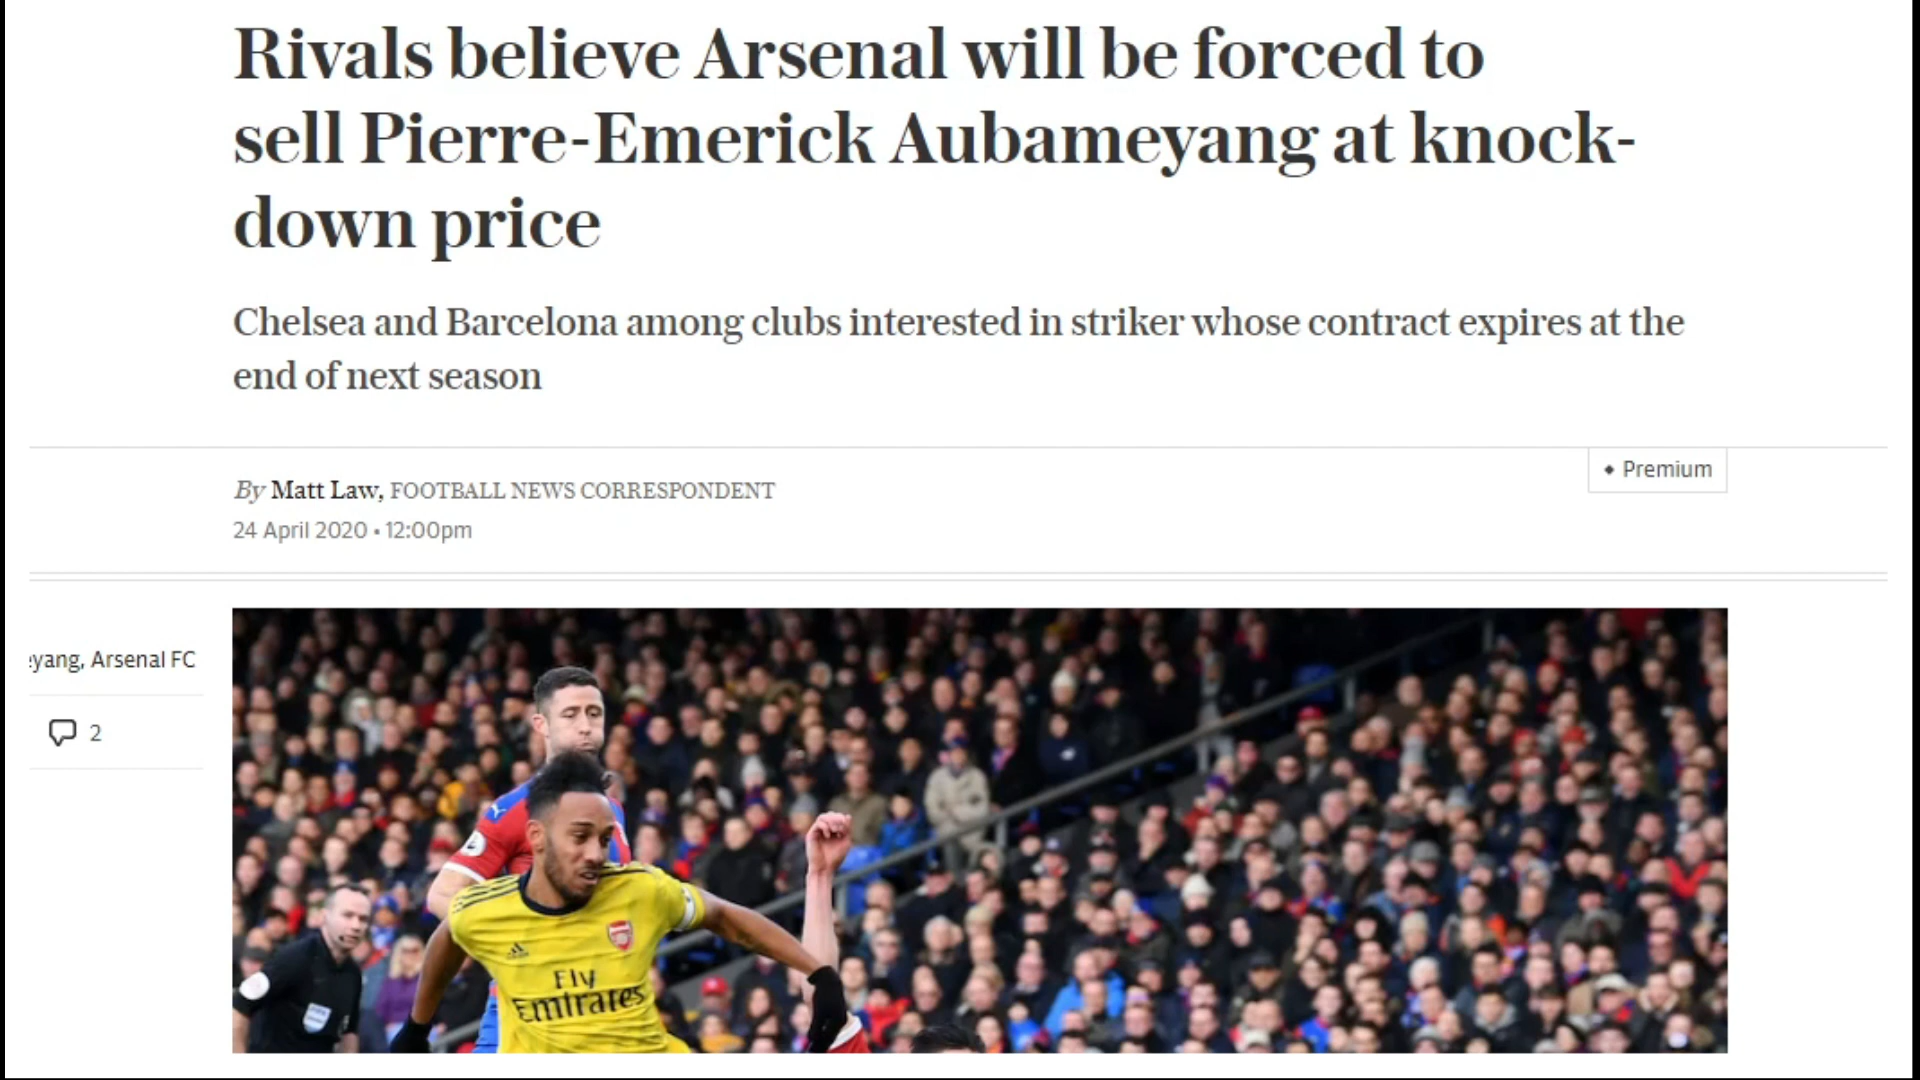 Rivals believe Arsenal will be forced to
sell Pierre-Emerick Aubameyang at knock-
down price
Chelsea and Barcelona among clubs interested in striker whose contract expires at the
end of next season
By Matt Law, FOOTBALL NEWS CORRESPONDENT
24 April 2020 • 12:00pm
Premium
eyang, Arsenal FC
2
Fly
Emirates